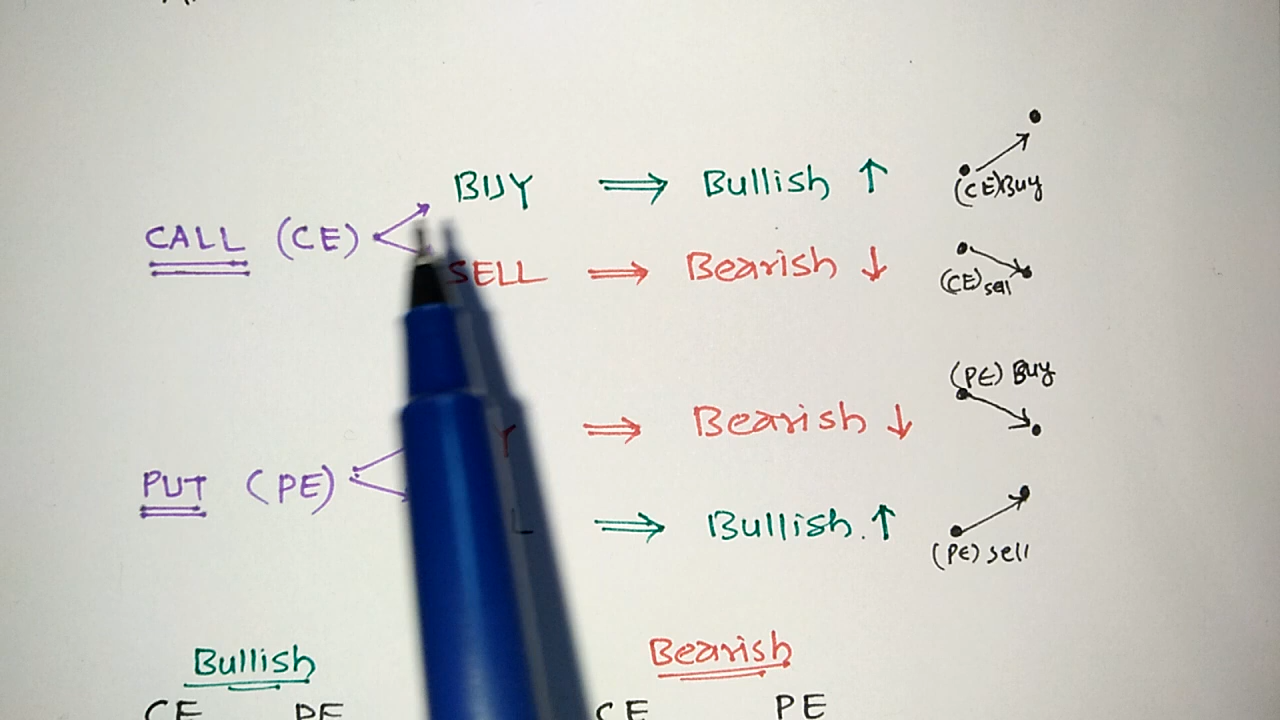 BUY ⇒ Bullish ↑ (CE) Buy
CALL (CE)
SELL ⇒ Bearish ↓ (CE) sell
(PE) Buy
⇒ Bearish ↓
PUT (PE)
⇒ Bullish. ↑ (PE) sell
Bullish Bearish
CE PE CE PE